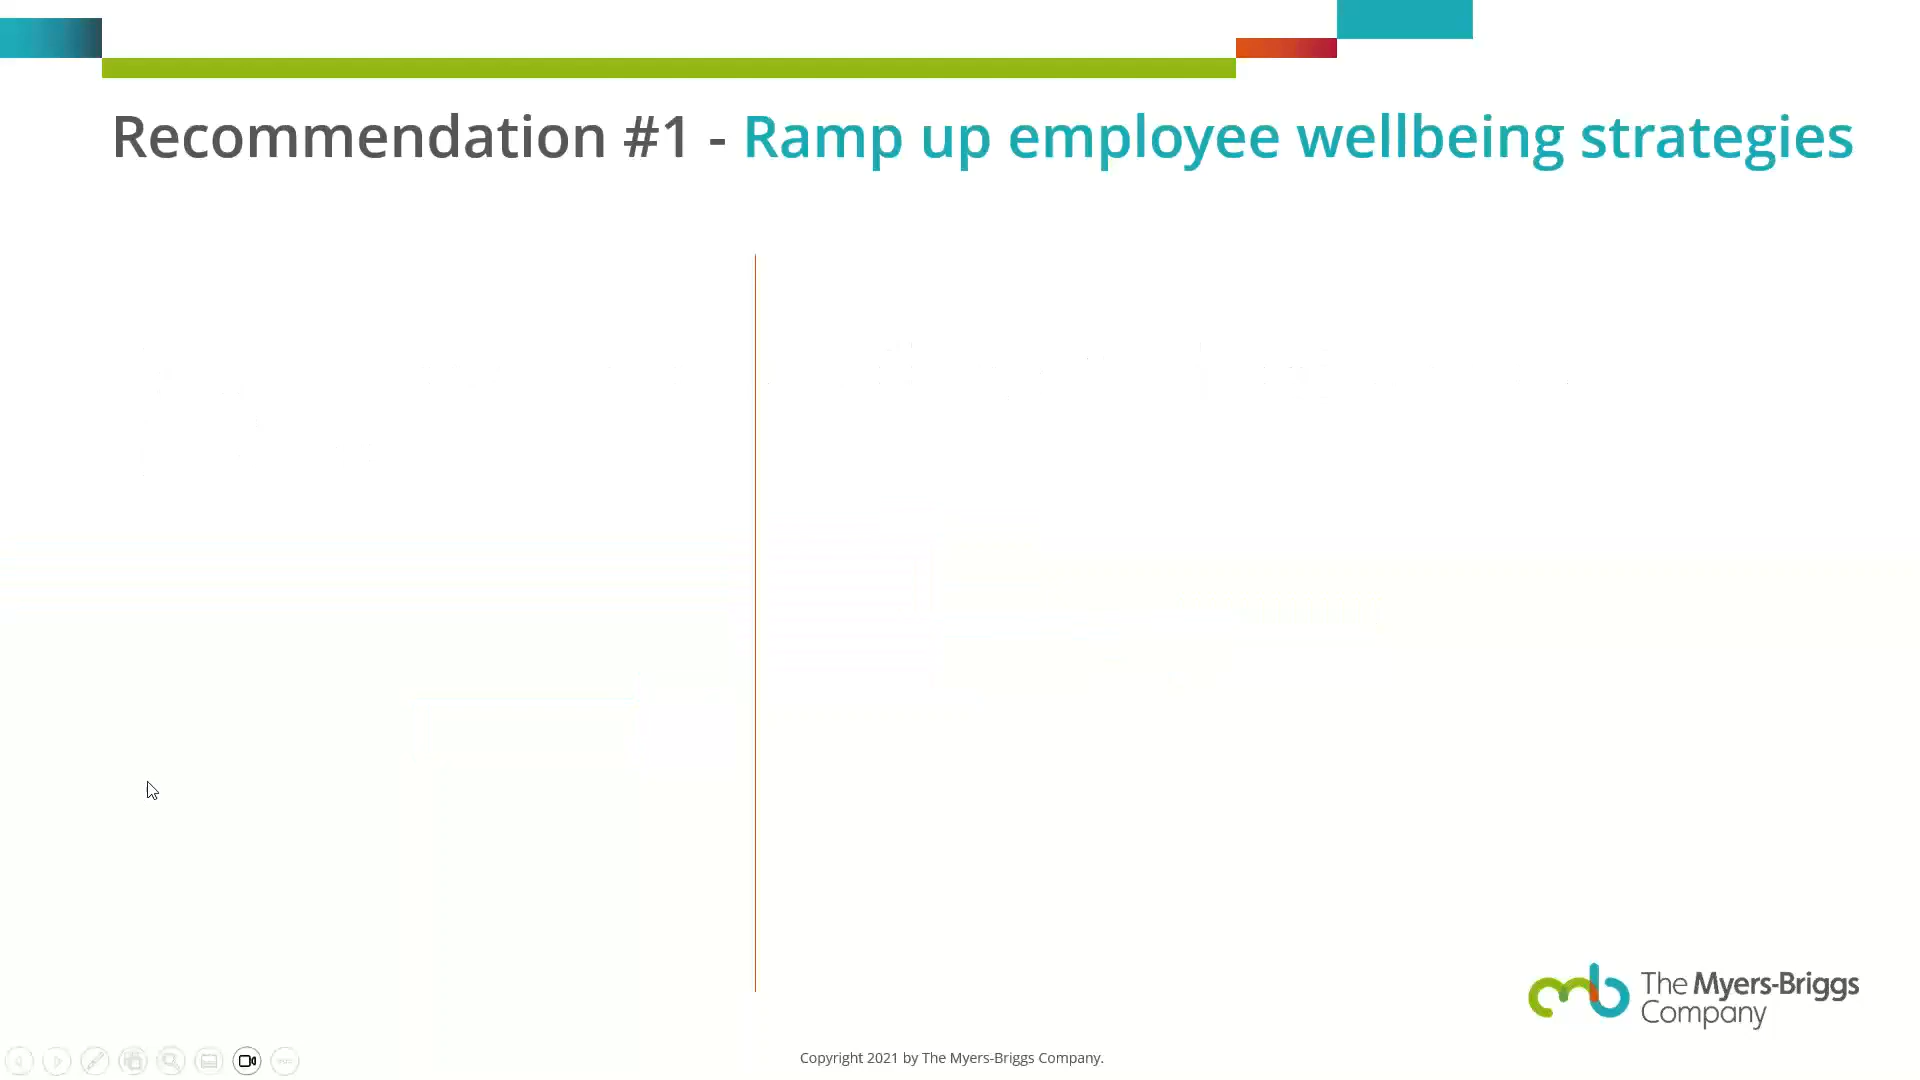 Recommendation #1 - Ramp up employee wellbeing strategies
The Myers-Briggs
Company
Copyright 2021 by The Myers-Briggs Company.